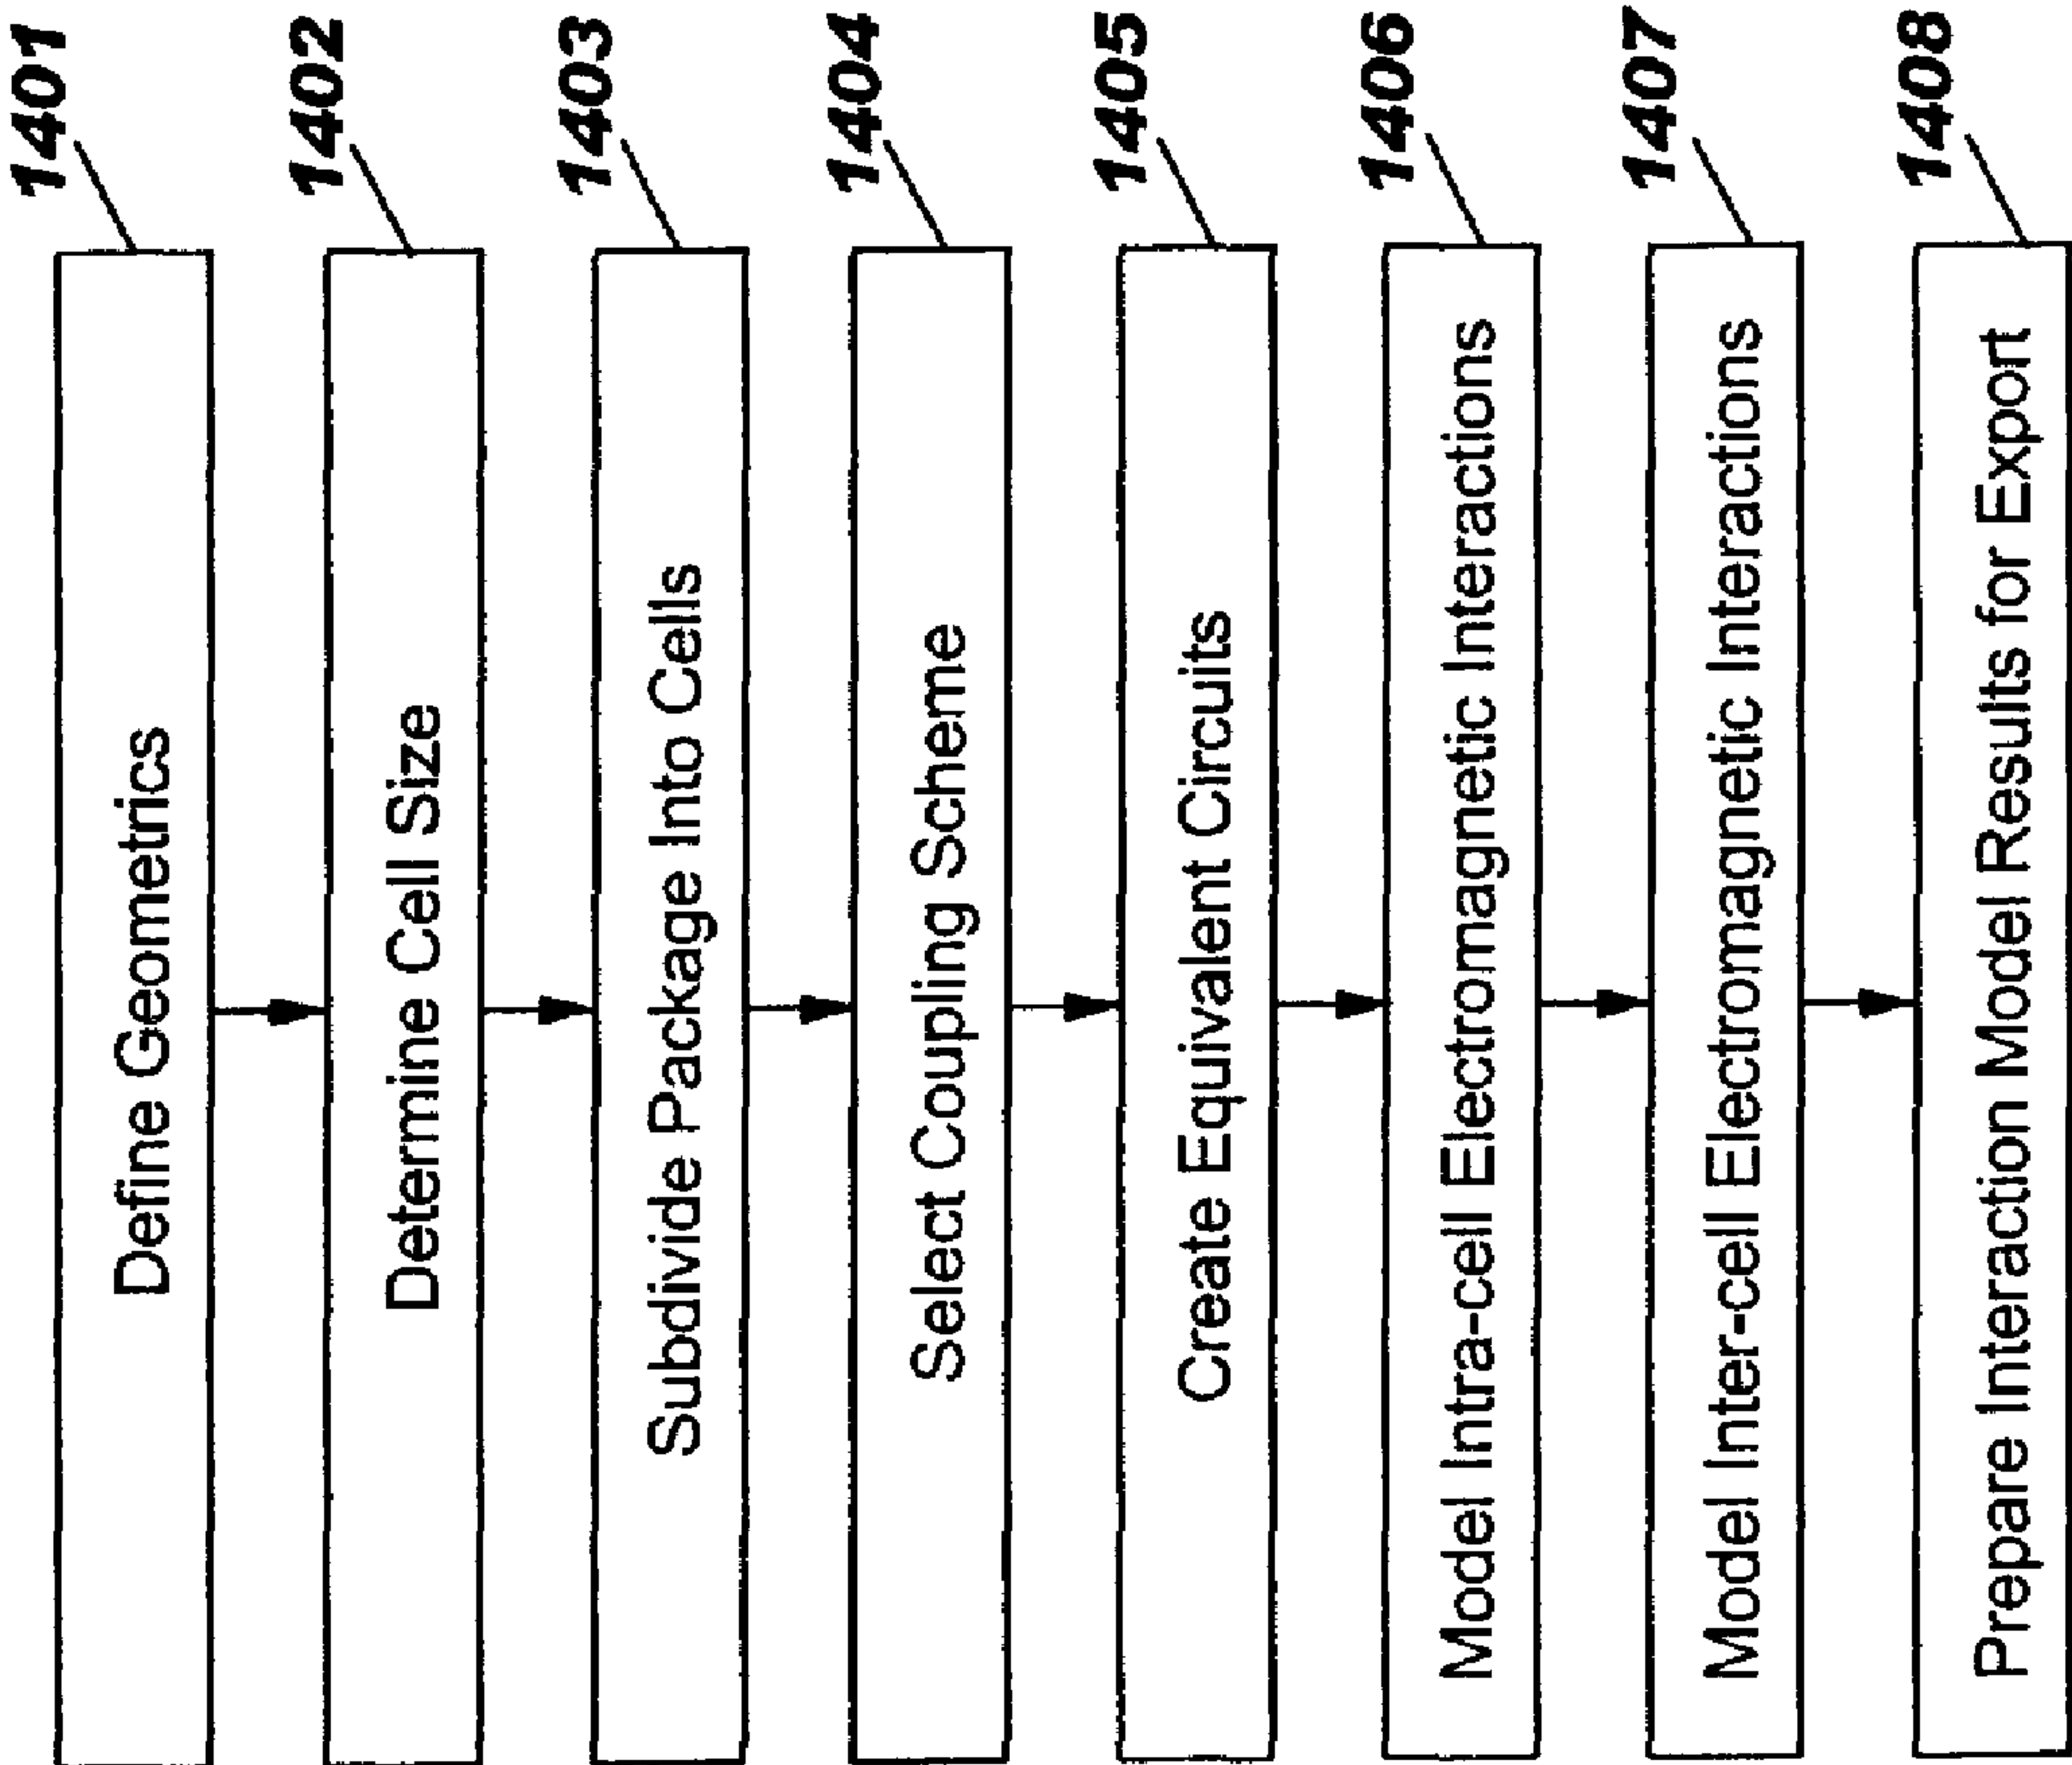 1401
Define Geometrics
1402
Determine Cell Size
1403
Subdivide Package Into Cells
1404
Select Coupling Scheme
1405
Create Equivalent Circuits
1406
Model Intra-cell Electromagnetic Interactions
1407
Model Inter-cell Electromagnetic Interactions
1408
Prepare Interaction Model Results for Export